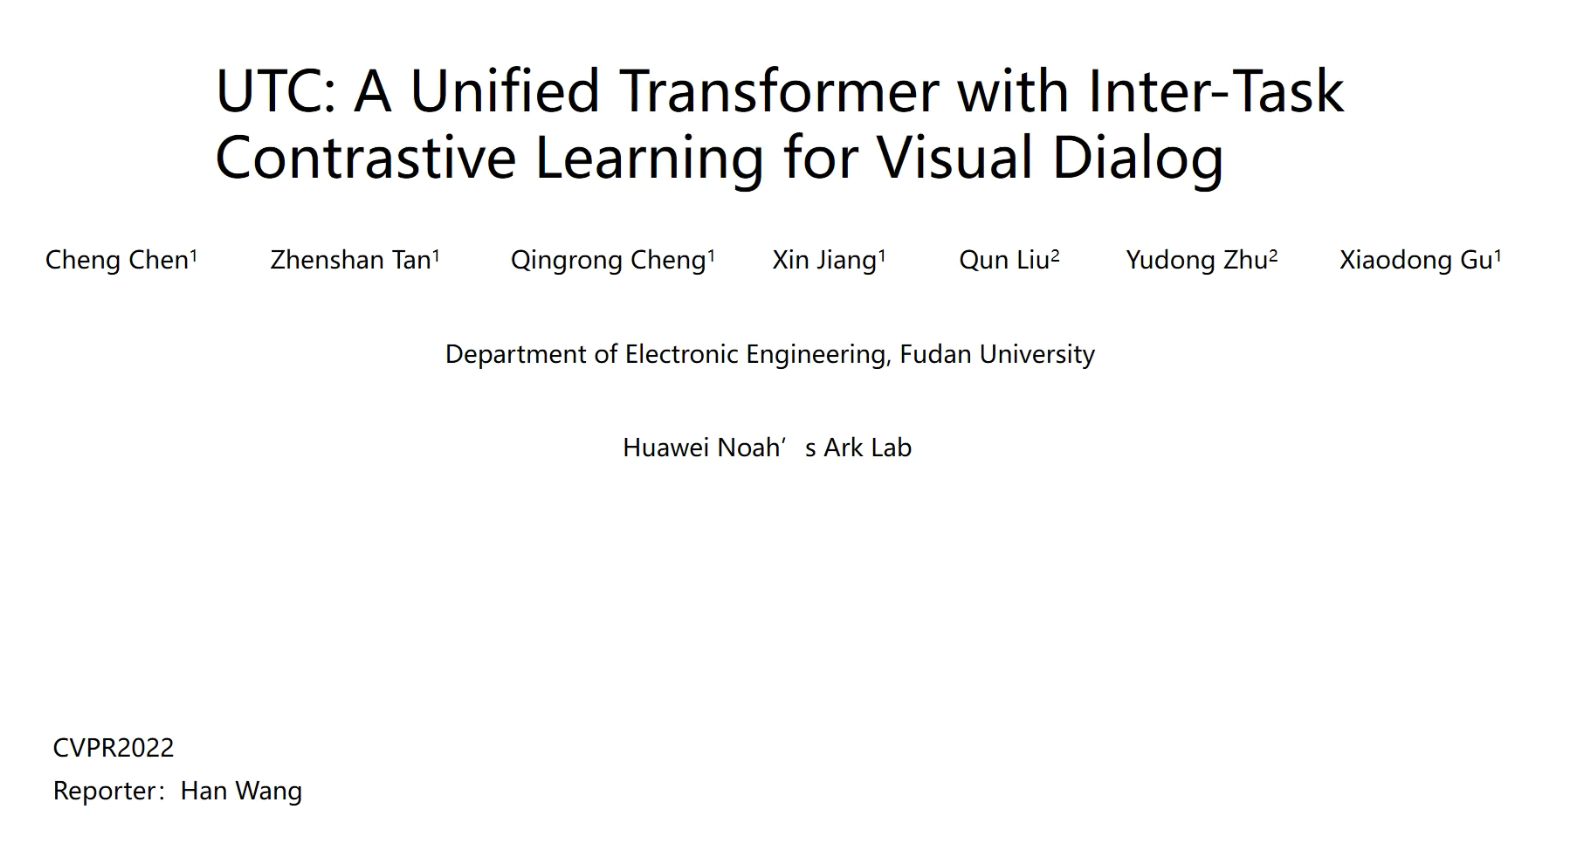 UTC: A Unified Transformer with Inter-Task
Contrastive Learning for Visual Dialog
Cheng Chen¹ Zhenshan Tan¹ Qingrong Cheng¹ Xin Jiang¹ Qun Liu² Yudong Zhu² Xiaodong Gu¹
Department of Electronic Engineering, Fudan University
Huawei Noah’s Ark Lab
CVPR2022
Reporter：Han Wang